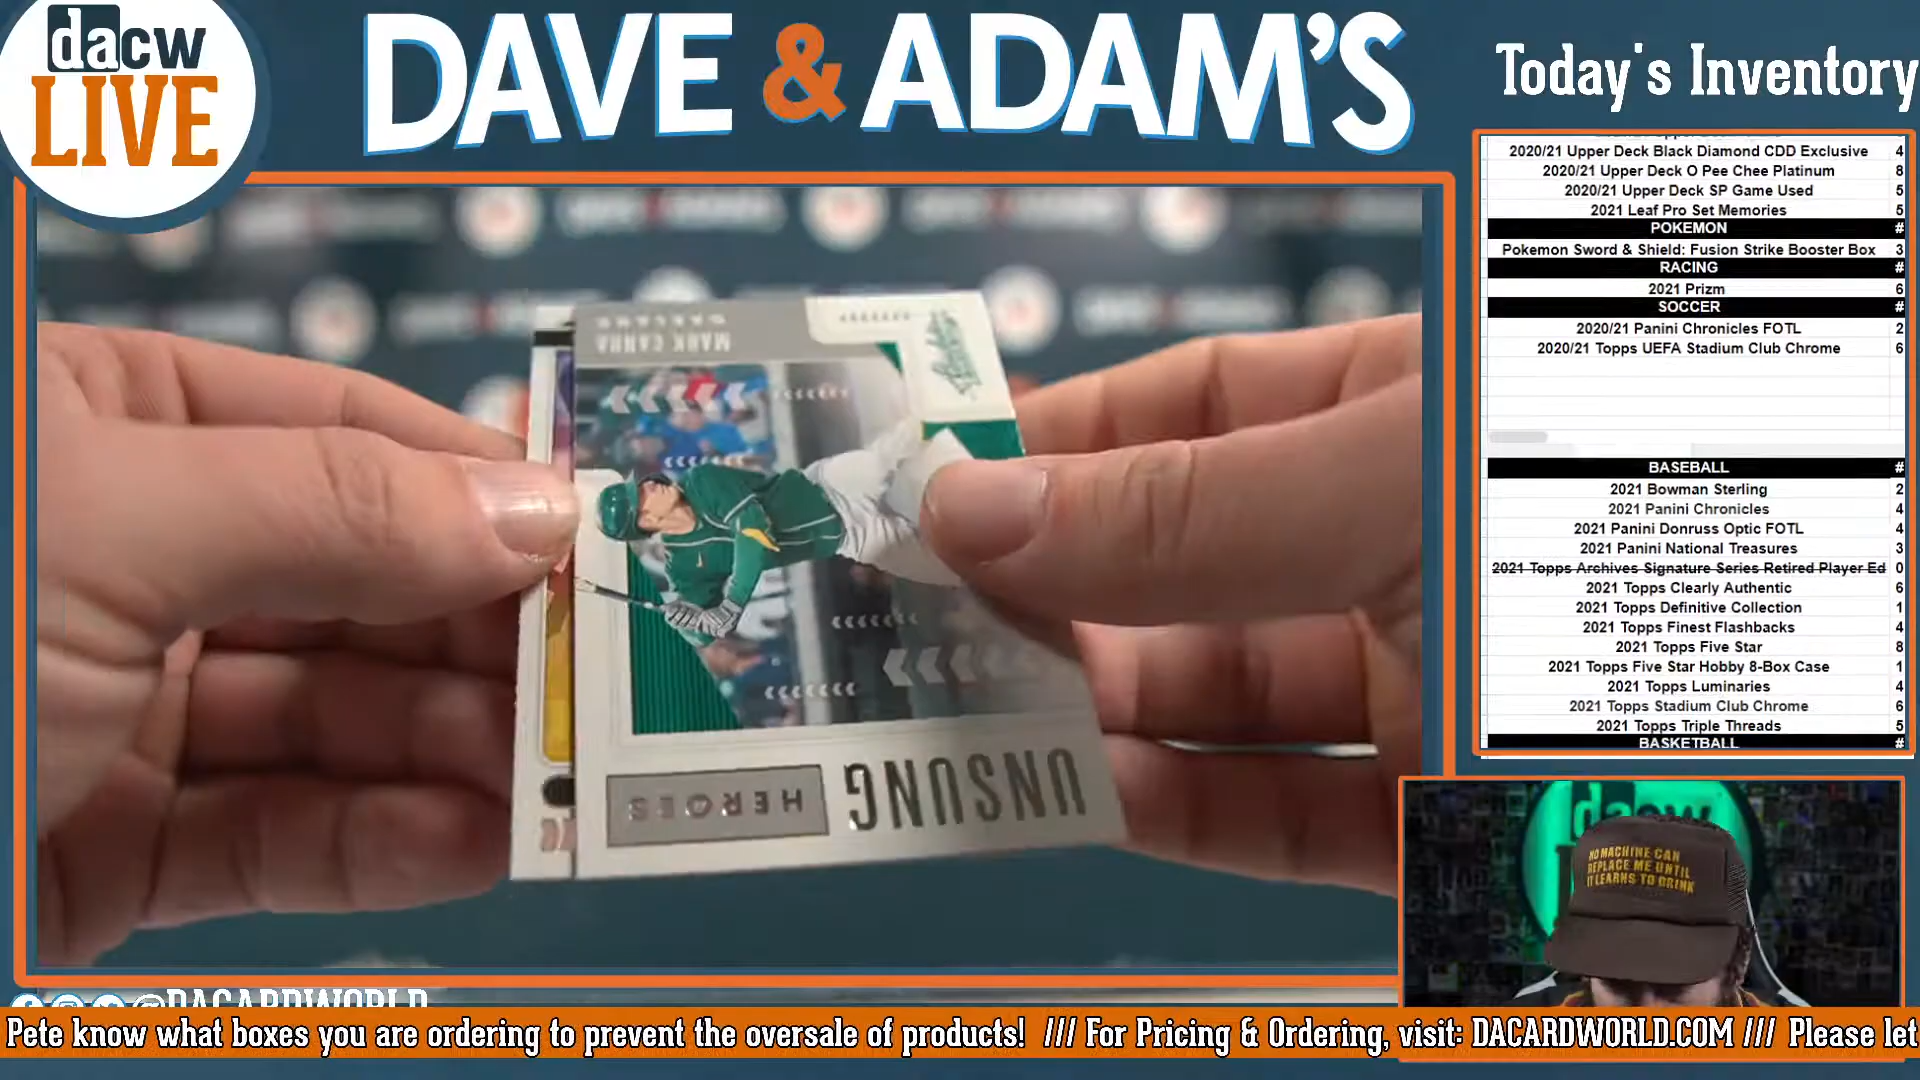 dacw
LIVE
DAVE & ADAM'S
Today's Inventory
2020/21 Upper Deck Black Diamond CDD Exclusive 4
2020/21 Upper Deck O Pee Chee Platinum 8
2020/21 Upper Deck SP Game Used 5
2021 Leaf Pro Set Memories 5
POKEMON #
Pokemon Sword & Shield: Fusion Strike Booster Box 3
RACING #
2021 Prizm 6
SOCCER #
2020/21 Panini Chronicles FOTL 2
2020/21 Topps UEFA Stadium Club Chrome 6
BASEBALL #
2021 Bowman Sterling 2
2021 Panini Chronicles 4
2021 Panini Donruss Optic FOTL 4
2021 Panini National Treasures 3
2021 Topps Archives Signature Series Retired Player Ed 0
2021 Topps Clearly Authentic 6
2021 Topps Definitive Collection 1
2021 Topps Finest Flashbacks 4
2021 Topps Five Star 8
2021 Topps Five Star Hobby 8-Box Case 1
2021 Topps Luminaries 4
2021 Topps Stadium Club Chrome 6
2021 Topps Triple Threads 5
BASKETBALL #
MARK CANHA
OAKLAND
Absolute
UNSUNG
HEROES
dacw
NO MACHINE CAN
REPLACE ME UNTIL
IT LEARNS TO DRINK
@DACARDWORLD
Pete know what boxes you are ordering to prevent the oversale of products! /// For Pricing & Ordering, visit: DACARDWORLD.COM /// Please let